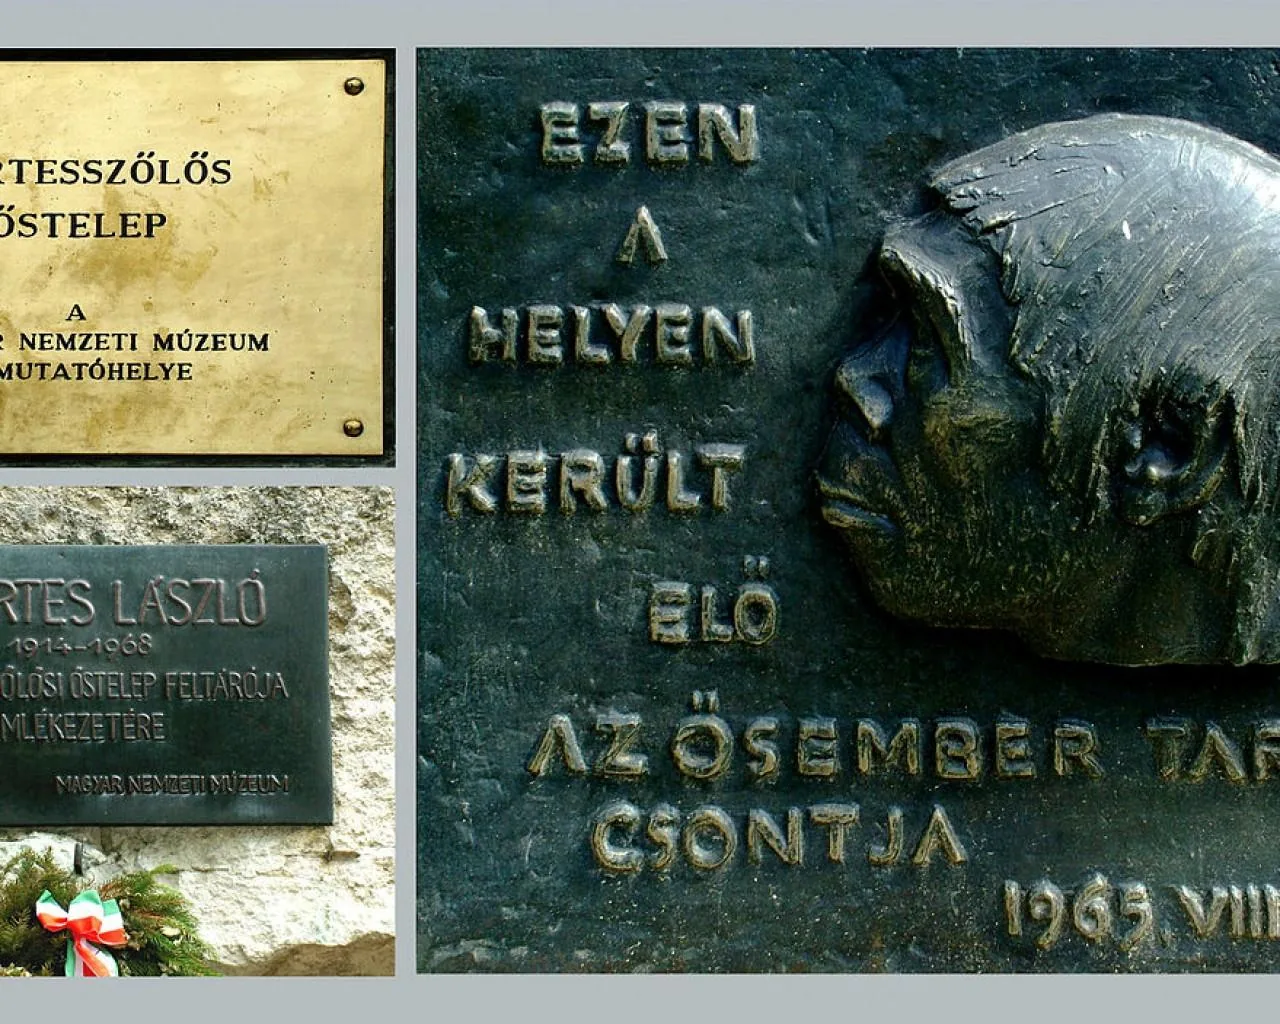 RTESSZŐLŐS
ŐSTELEP
A
R NEMZETI MÚZEUM
MUTATÓHELYE
RTES LÁSZLÓ
1914-1968
ŐLŐSI ŐSTELEP FELTÁRÓJA
MLÉKEZETÉRE
MAGYAR NEMZETI MÚZEUM
EZEN
A
HELYEN
KERÜLT
ELŐ
AZ ŐSEMBER TAR
CSONTJA
1965. VIII